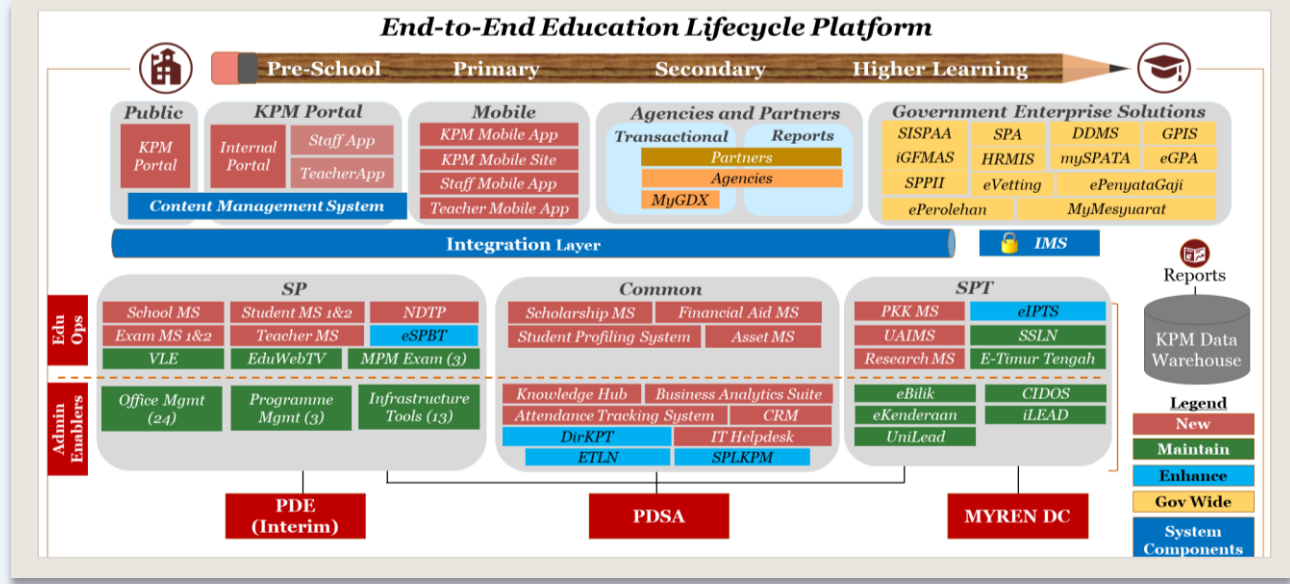 End-to-End Education Lifecycle Platform
Pre-School Primary Secondary Higher Learning
Public
KPM
Portal
KPM Portal
Internal
Portal
Staff App
TeacherApp
Content Management System
Mobile
KPM Mobile App
KPM Mobile Site
Staff Mobile App
Teacher Mobile App
Agencies and Partners
Transactional Reports
Partners
Agencies
MyGDX
Government Enterprise Solutions
SISPAA SPA DDMS GPIS
iGFMAS HRMIS mySPATA eGPA
SPPII eVetting ePenyataGaji
ePerolehan MyMesyuarat
Integration Layer
IMS
Reports
KPM Data
Warehouse
Edu
Ops
Admin
Enablers
SP
School MS Student MS 1&2 NDTP
Exam MS 1&2 Teacher MS eSPBT
VLE EduWebTV MPM Exam (3)
Office Mgmt
(24)
Programme
Mgmt (3)
Infrastructure
Tools (13)
Common
Scholarship MS Financial Aid MS
Student Profiling System Asset MS
Knowledge Hub Business Analytics Suite
Attendance Tracking System CRM
DirKPT IT Helpdesk
ETLN SPLKPM
SPT
PKK MS eIPTS
UAIMS SSLN
Research MS E-Timur Tengah
eBilik CIDOS
eKenderaan iLEAD
UniLead
PDE
(Interim)
PDSA
MYREN DC
Legend
New
Maintain
Enhance
Gov Wide
System
Components